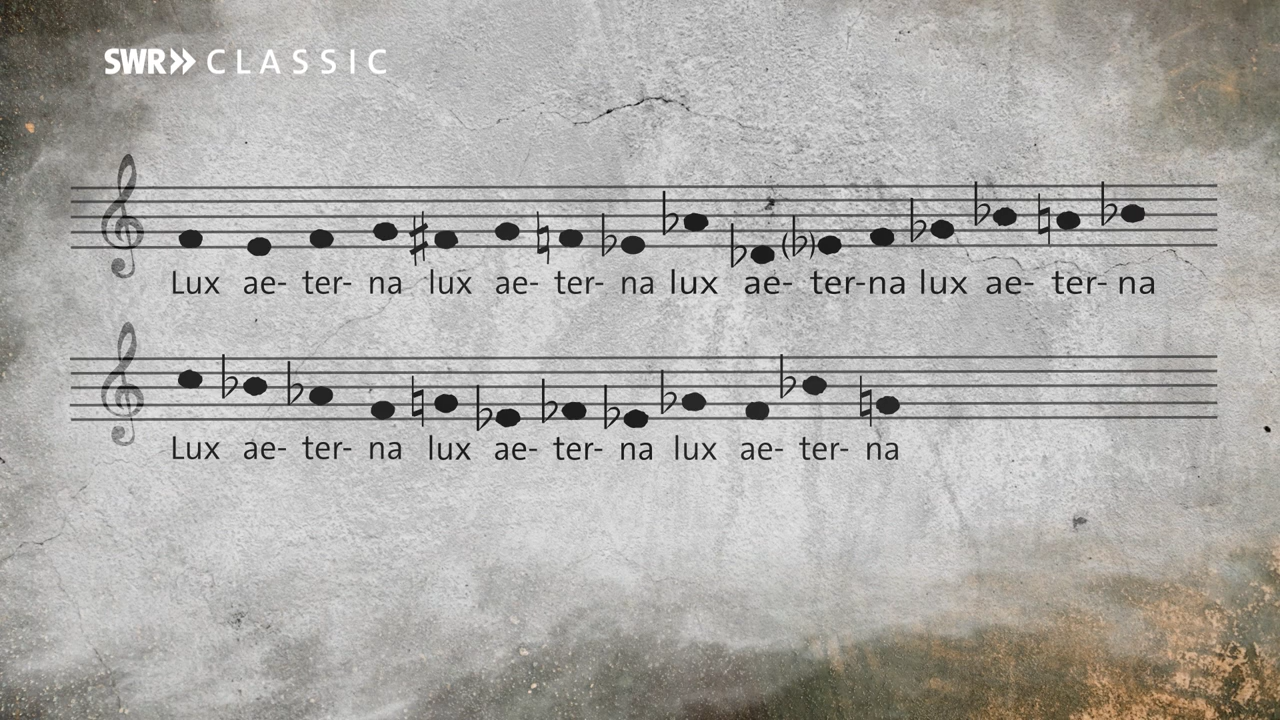 SWR» CLASSIC
Lux ae- ter- na lux ae- ter- na lux ae- ter-na lux ae- ter- na
Lux ae- ter- na lux ae- ter- na lux ae- ter- na